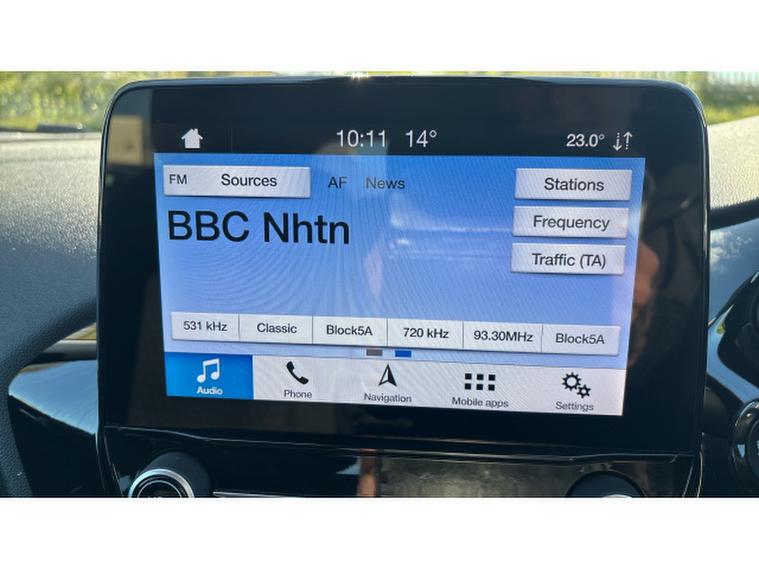 10:11 14° 23.0°
FM Sources AF News Stations
BBC Nhtn Frequency
Traffic (TA)
531 kHz Classic Block5A 720 kHz 93.30MHz Block5A
Audio Phone Navigation Mobile apps Settings